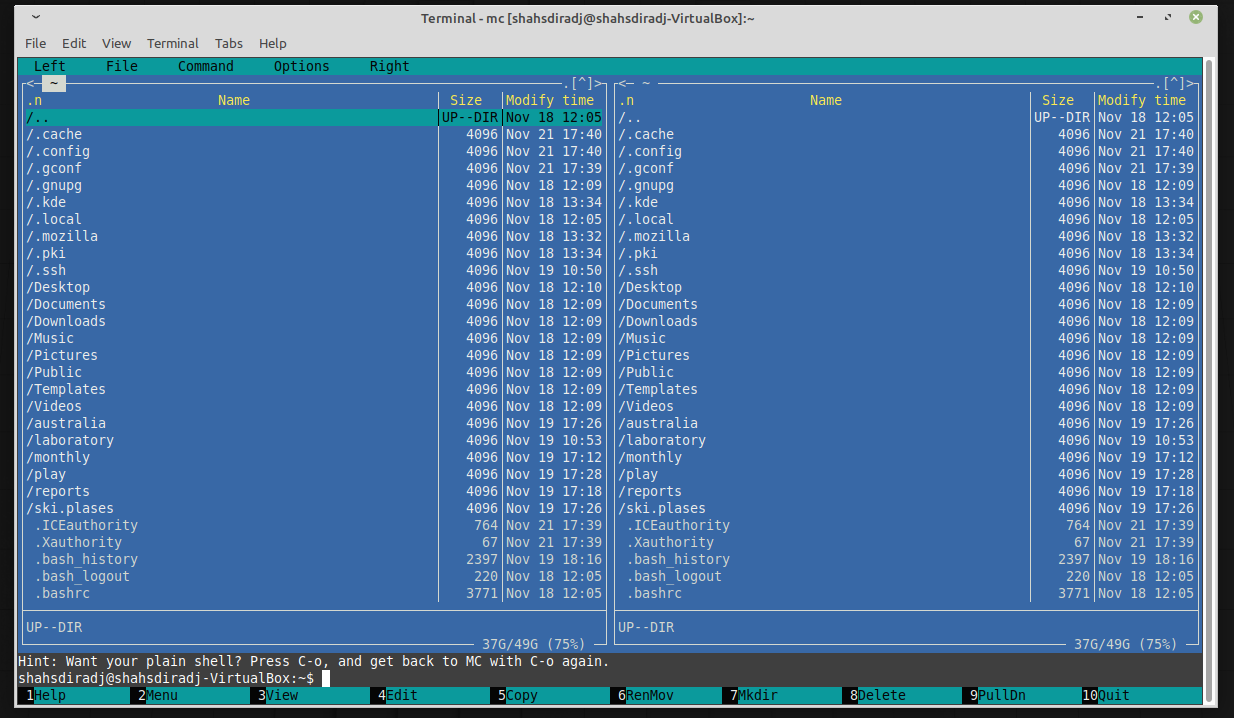 Terminal - mc [shahsdiradj@shahsdiradj-VirtualBox]:~
File Edit View Terminal Tabs Help
Left File Command Options Right
<─ ~ .[^]> <─ ~ .[^]>
.n Name Size Modify time .n Name Size Modify time
/.. UP--DIR Nov 18 12:05 /.. UP--DIR Nov 18 12:05
/.cache 4096 Nov 21 17:40 /.cache 4096 Nov 21 17:40
/.config 4096 Nov 21 17:40 /.config 4096 Nov 21 17:40
/.gconf 4096 Nov 21 17:39 /.gconf 4096 Nov 21 17:39
/.gnupg 4096 Nov 18 12:09 /.gnupg 4096 Nov 18 12:09
/.kde 4096 Nov 18 13:34 /.kde 4096 Nov 18 13:34
/.local 4096 Nov 18 12:05 /.local 4096 Nov 18 12:05
/.mozilla 4096 Nov 18 13:32 /.mozilla 4096 Nov 18 13:32
/.pki 4096 Nov 18 13:34 /.pki 4096 Nov 18 13:34
/.ssh 4096 Nov 19 10:50 /.ssh 4096 Nov 19 10:50
/Desktop 4096 Nov 18 12:10 /Desktop 4096 Nov 18 12:10
/Documents 4096 Nov 18 12:09 /Documents 4096 Nov 18 12:09
/Downloads 4096 Nov 18 12:09 /Downloads 4096 Nov 18 12:09
/Music 4096 Nov 18 12:09 /Music 4096 Nov 18 12:09
/Pictures 4096 Nov 18 12:09 /Pictures 4096 Nov 18 12:09
/Public 4096 Nov 18 12:09 /Public 4096 Nov 18 12:09
/Templates 4096 Nov 18 12:09 /Templates 4096 Nov 18 12:09
/Videos 4096 Nov 18 12:09 /Videos 4096 Nov 18 12:09
/australia 4096 Nov 19 17:26 /australia 4096 Nov 19 17:26
/laboratory 4096 Nov 19 10:53 /laboratory 4096 Nov 19 10:53
/monthly 4096 Nov 19 17:12 /monthly 4096 Nov 19 17:12
/play 4096 Nov 19 17:28 /play 4096 Nov 19 17:28
/reports 4096 Nov 19 17:18 /reports 4096 Nov 19 17:18
/ski.plases 4096 Nov 19 17:26 /ski.plases 4096 Nov 19 17:26
.ICEauthority 764 Nov 21 17:39 .ICEauthority 764 Nov 21 17:39
.Xauthority 67 Nov 21 17:39 .Xauthority 67 Nov 21 17:39
.bash_history 2397 Nov 19 18:16 .bash_history 2397 Nov 19 18:16
.bash_logout 220 Nov 18 12:05 .bash_logout 220 Nov 18 12:05
.bashrc 3771 Nov 18 12:05 .bashrc 3771 Nov 18 12:05
UP--DIR UP--DIR
37G/49G (75%) 37G/49G (75%)
Hint: Want your plain shell? Press C-o, and get back to MC with C-o again.
shahsdiradj@shahsdiradj-VirtualBox:~$
1Help 2Menu 3View 4Edit 5Copy 6RenMov 7Mkdir 8Delete 9PullDn 10Quit